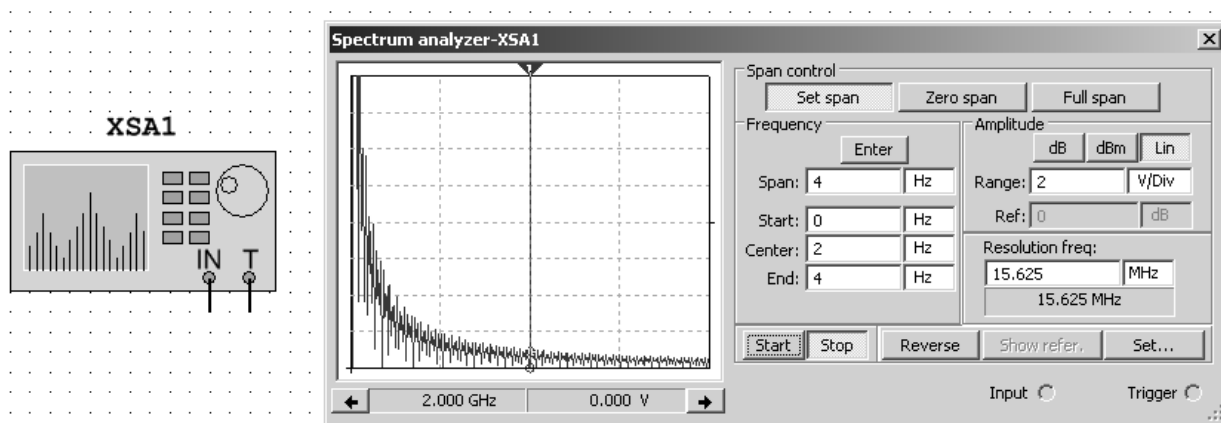 Spectrum analyzer-XSA1
XSA1
IN T
1
2.000 GHz 0.000 V
Span control
Set span Zero span Full span
Frequency
Enter
Span: 4 Hz
Start: 0 Hz
Center: 2 Hz
End: 4 Hz
Amplitude
dB dBm Lin
Range: 2 V/Div
Ref: 0 dB
Resolution freq:
15.625 MHz
15.625 MHz
Start Stop Reverse Show refer. Set...
Input Trigger